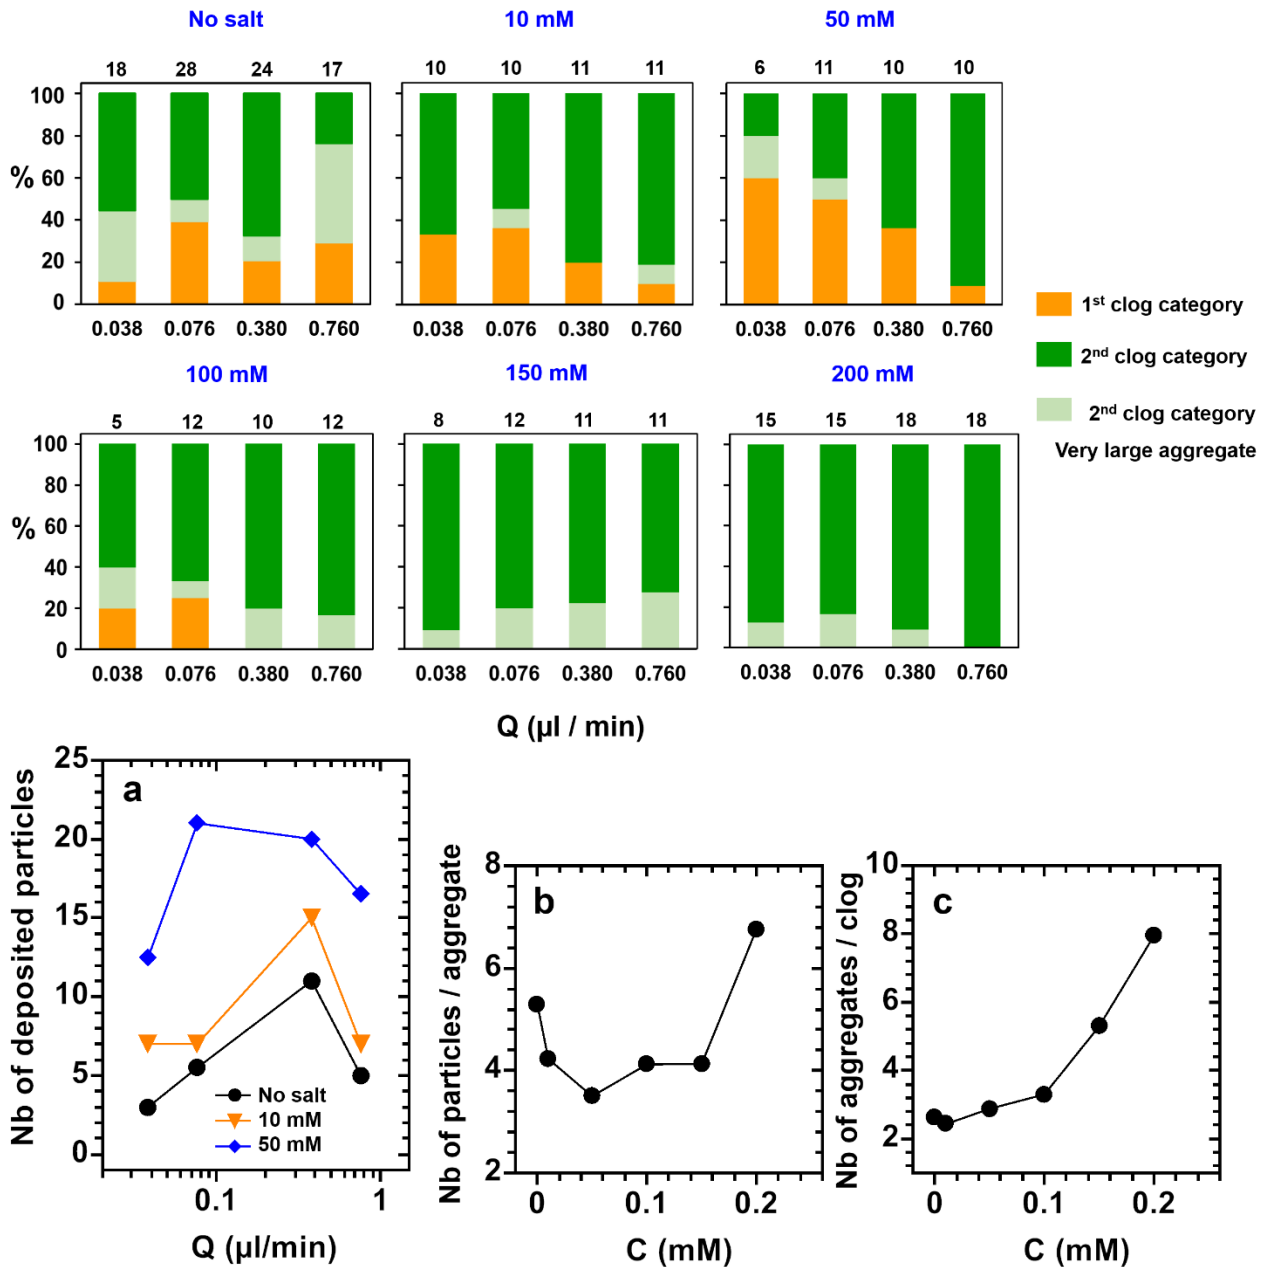 No salt
10 mM
50 mM
18 28 24 17
10 10 11 11
6 11 10 10
100
80
%
60
40
20
0
0.038 0.076 0.380 0.760
0.038 0.076 0.380 0.760
0.038 0.076 0.380 0.760
1st clog category
2nd clog category
2nd clog category
Very large aggregate
100 mM
150 mM
200 mM
5 12 10 12
8 12 11 11
15 15 18 18
100
80
60
%
40
20
0
0.038 0.076 0.380 0.760
0.038 0.076 0.380 0.760
0.038 0.076 0.380 0.760
Q (µl / min)
a
Nb of deposited particles
25
20
15
10
5
0
No salt
10 mM
50 mM
0.1 1
Q (µl/min)
b
Nb of particles / aggregate
8
6
4
2
0 0.1 0.2
C (mM)
c
Nb of aggregates / clog
10
8
6
4
2
0 0.1 0.2
C (mM)